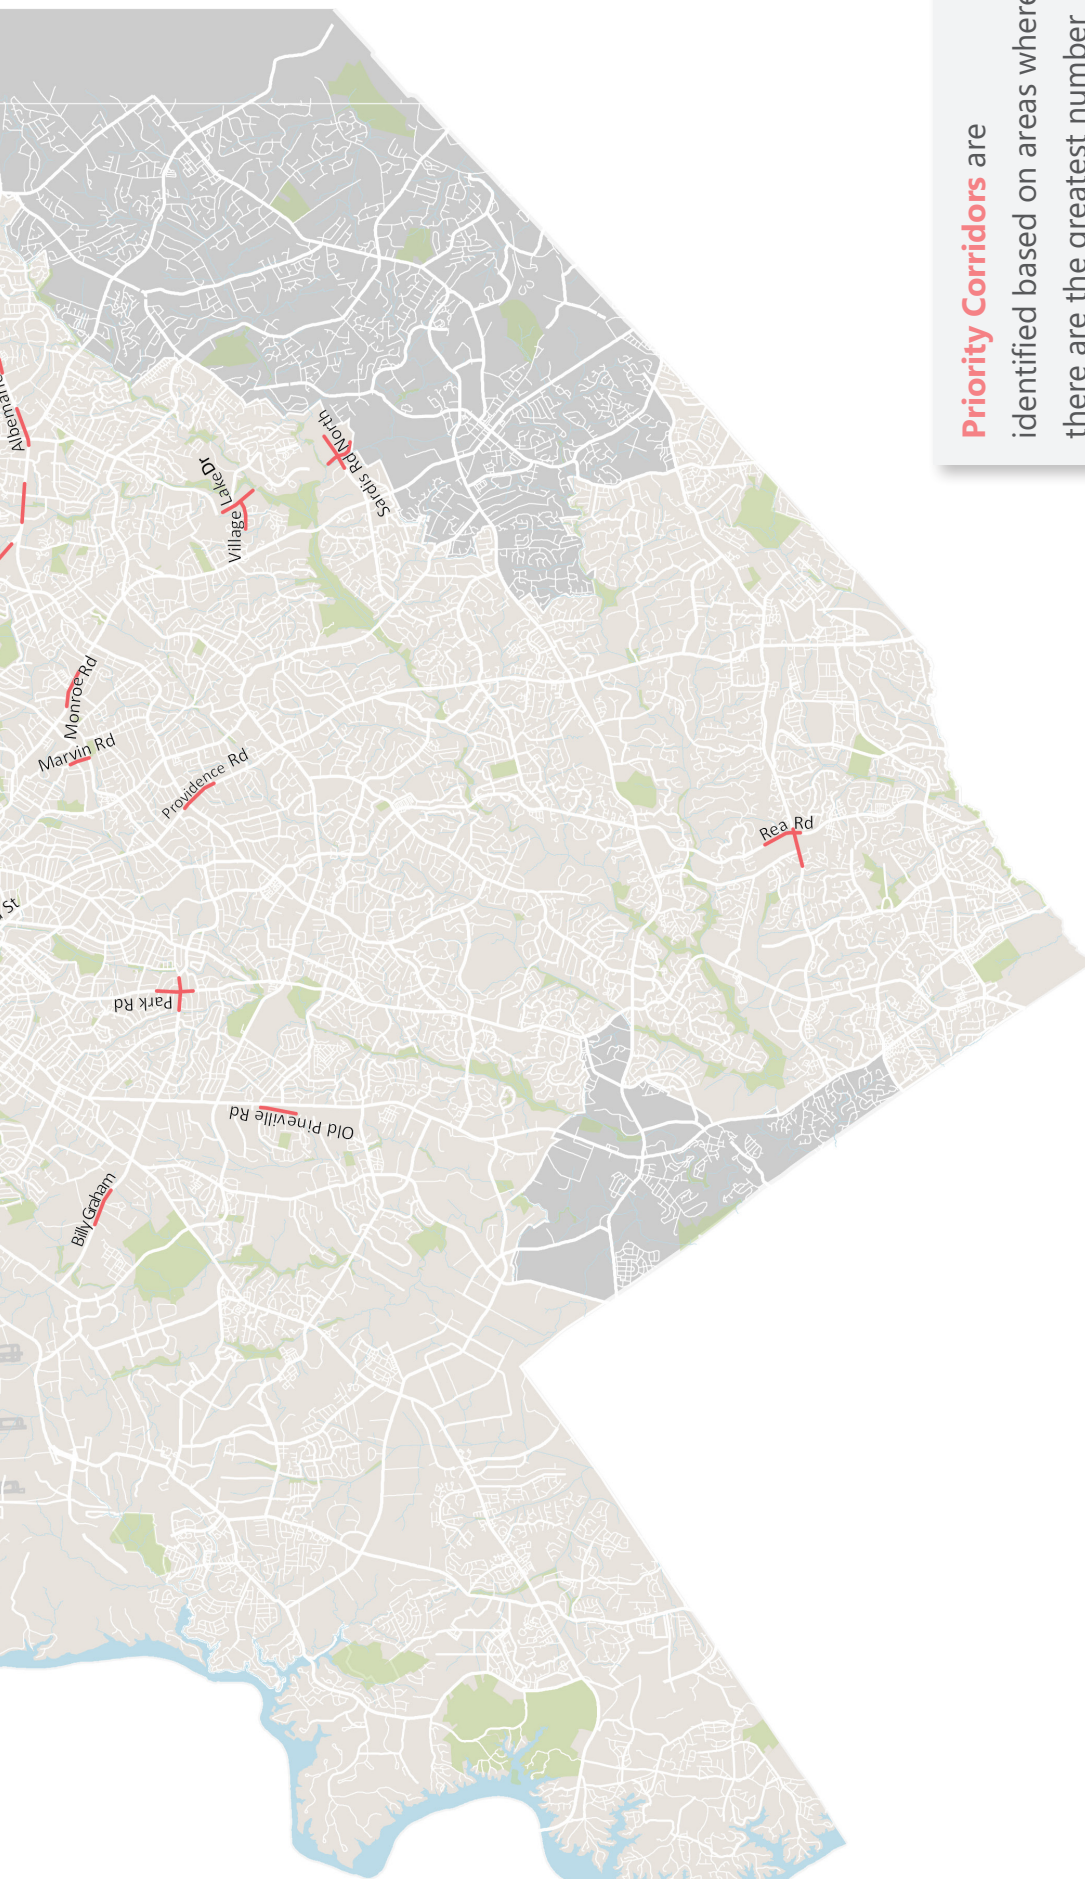 Priority Corridors are
identified based on areas where
there are the greatest number
Sardis Rd North
Village Lake Dr
Monroe Rd
Marvin Rd
Providence Rd
Rea Rd
St
Park Rd
Old Pineville Rd
Billy Graham